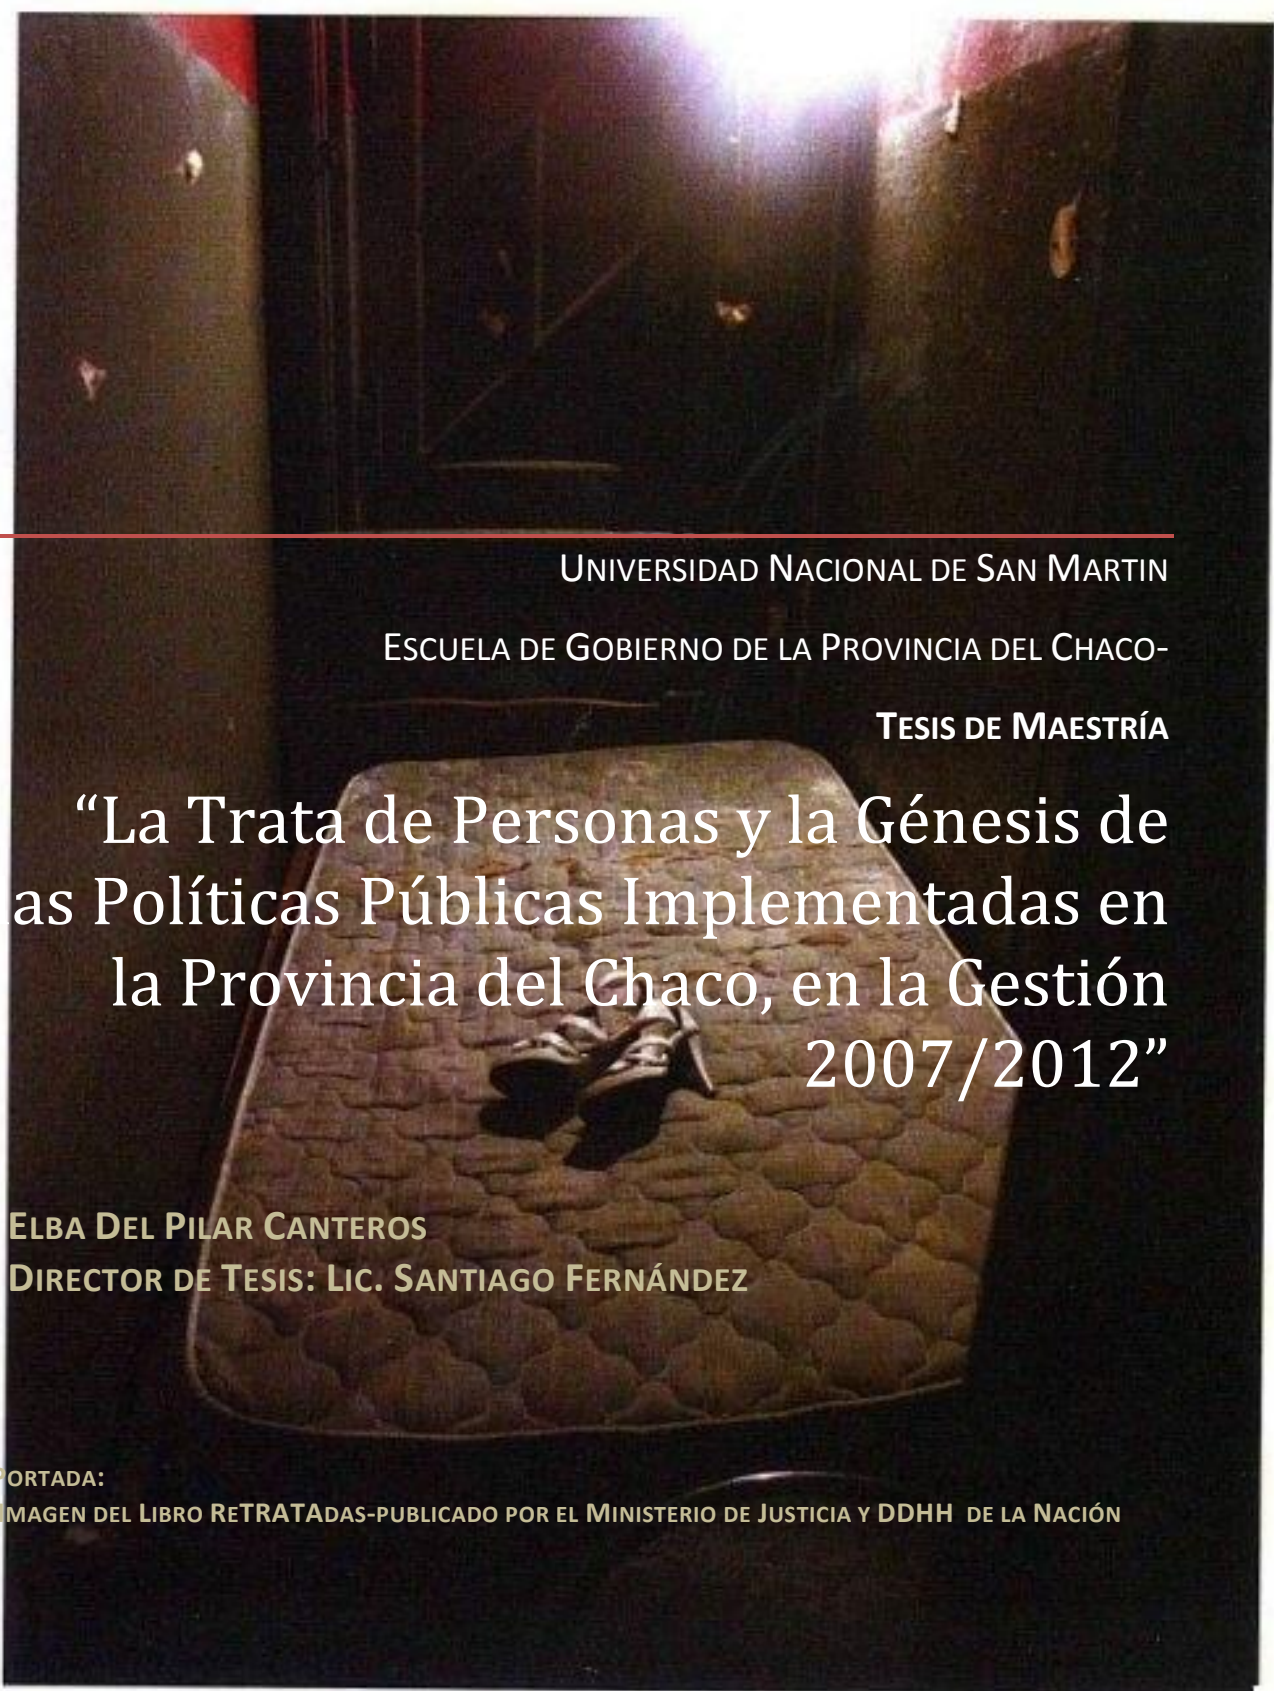 UNIVERSIDAD NACIONAL DE SAN MARTIN
ESCUELA DE GOBIERNO DE LA PROVINCIA DEL CHACO-
TESIS DE MAESTRÍA
“La Trata de Personas y la Génesis de
las Políticas Públicas Implementadas en
la Provincia del Chaco, en la Gestión
2007/2012”
ELBA DEL PILAR CANTEROS
DIRECTOR DE TESIS: LIC. SANTIAGO FERNÁNDEZ
PORTADA:
IMAGEN DEL LIBRO RETRATADAS-PUBLICADO POR EL MINISTERIO DE JUSTICIA Y DDHH DE LA NACIÓN